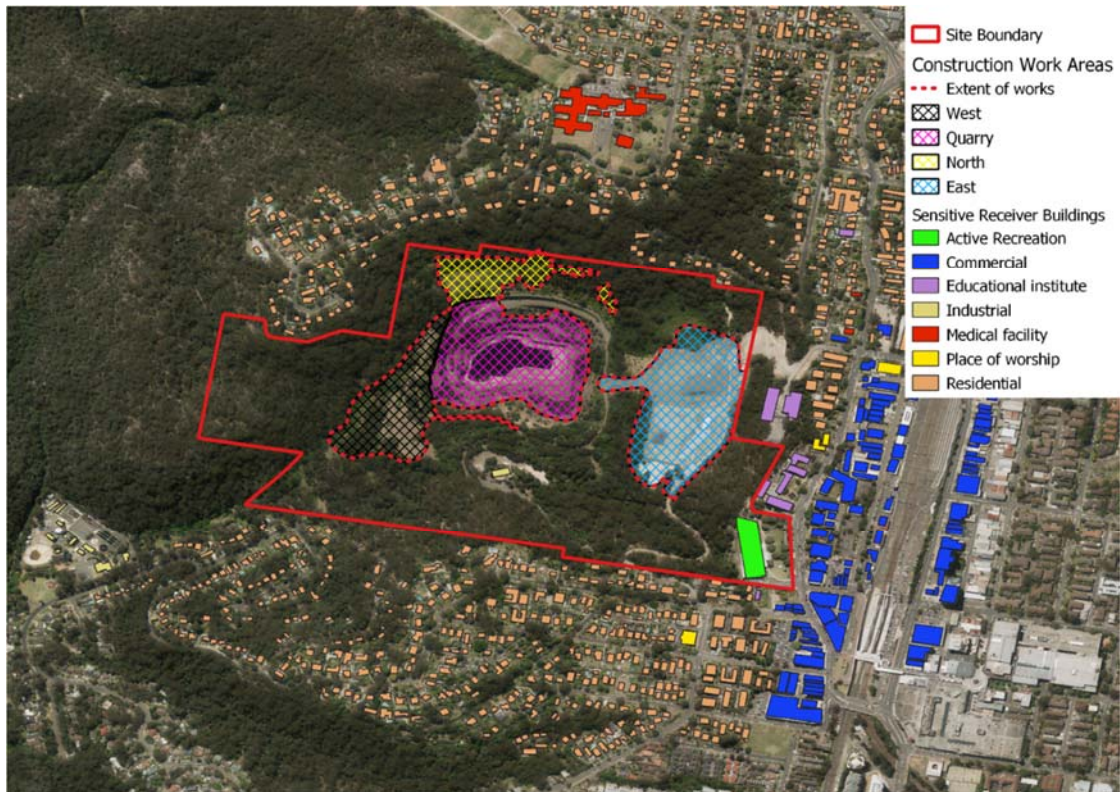 Site Boundary
Construction Work Areas
Extent of works
West
Quarry
North
East
Sensitive Receiver Buildings
Active Recreation
Commercial
Educational institute
Industrial
Medical facility
Place of worship
Residential